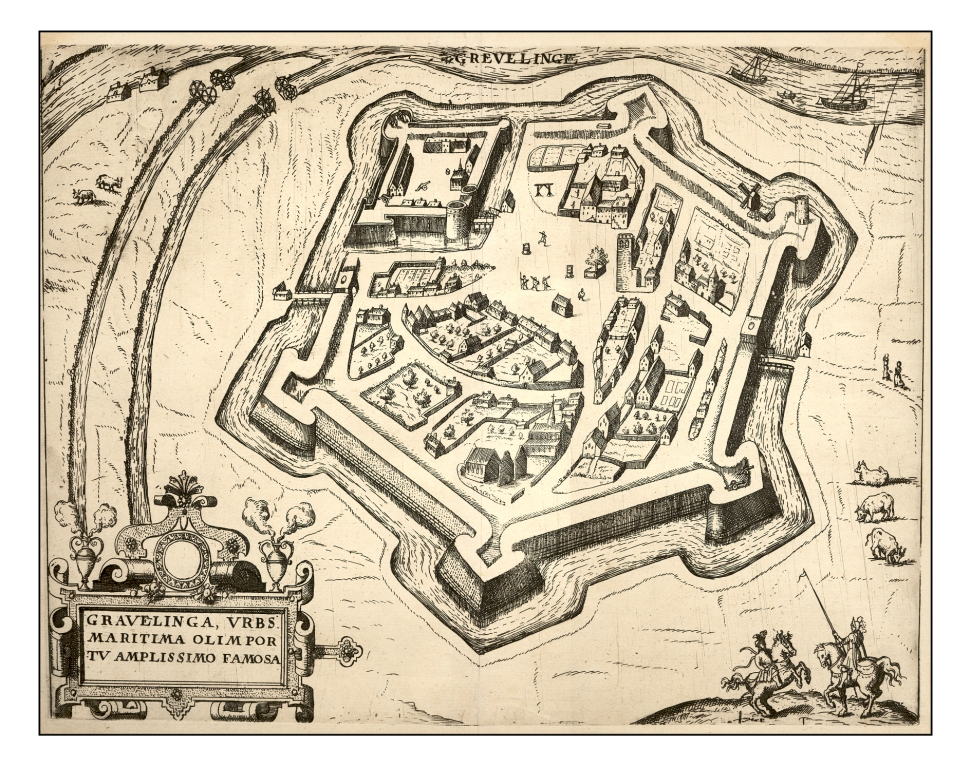 GREVELINGE.
GRAVELINGA, VRBS.
MARITIMA OLIM POR
TV AMPLISSIMO FAMOSA